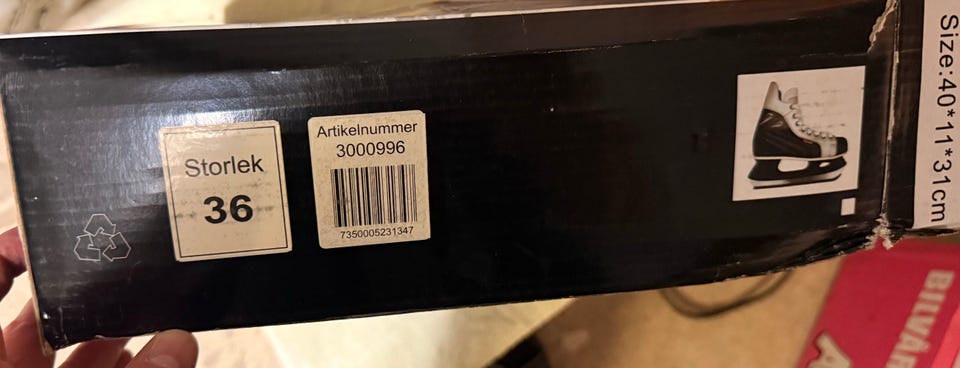 Storlek
36
Artikelnummer
3000996
7350005231347
Size:40*11*31cm